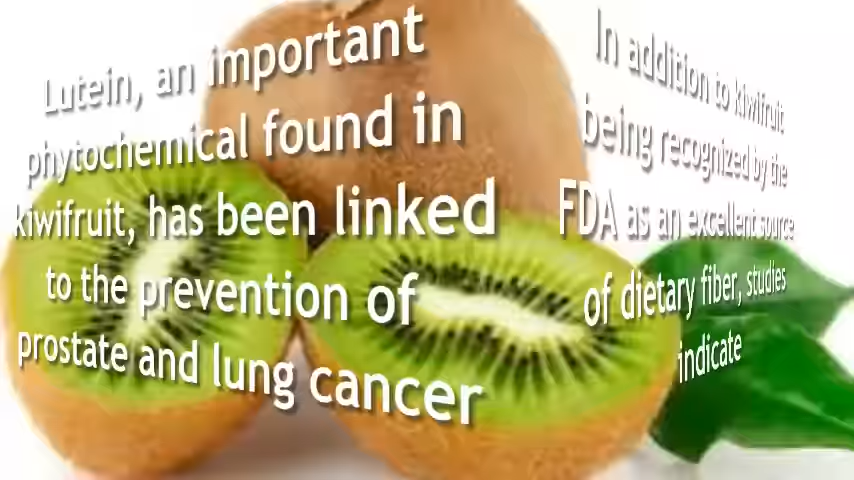 Lutein, an important
phytochemical found in
kiwifruit, has been linked
to the prevention of
prostate and lung cancer
In addition to kiwifruit
being recognized by the
FDA as an excellent source
of dietary fiber, studies
indicate